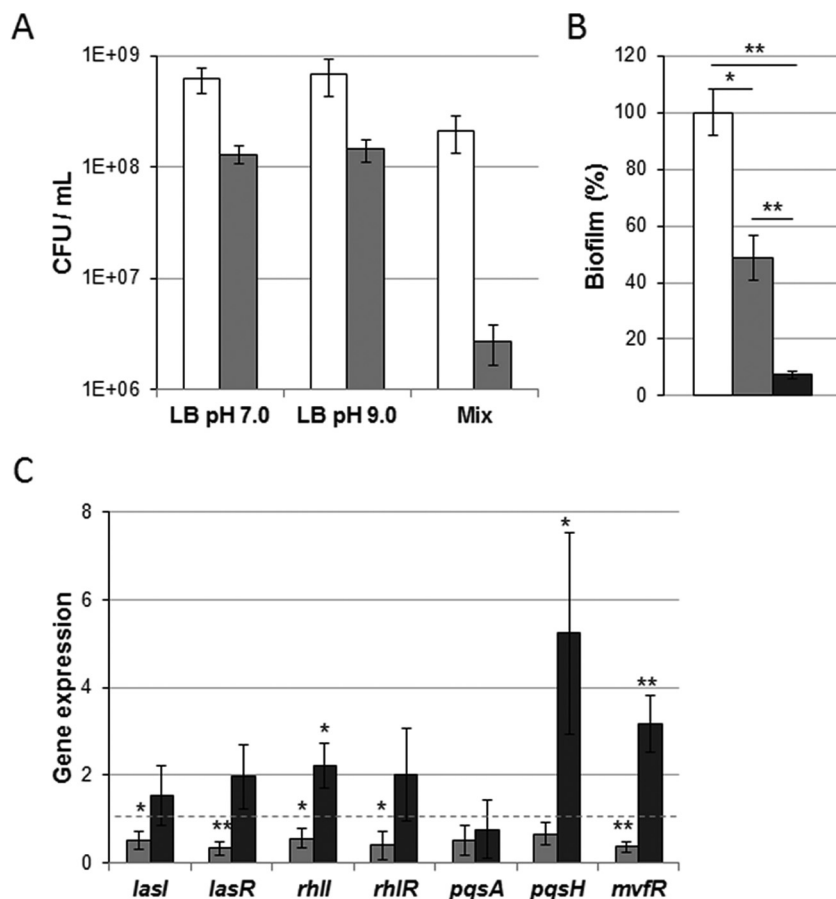 A
1E+09
1E+08
1E+07
1E+06
CFU / mL
LB pH 7.0 LB pH 9.0 Mix
B
120
100
80
60
40
20
0
Biofilm (%)
**
*
**
C
8
6
4
2
0
Gene expression
*
**
*
*
*
*
**
**
lasI lasR rhlI rhlR pqsA pqsH mvfR